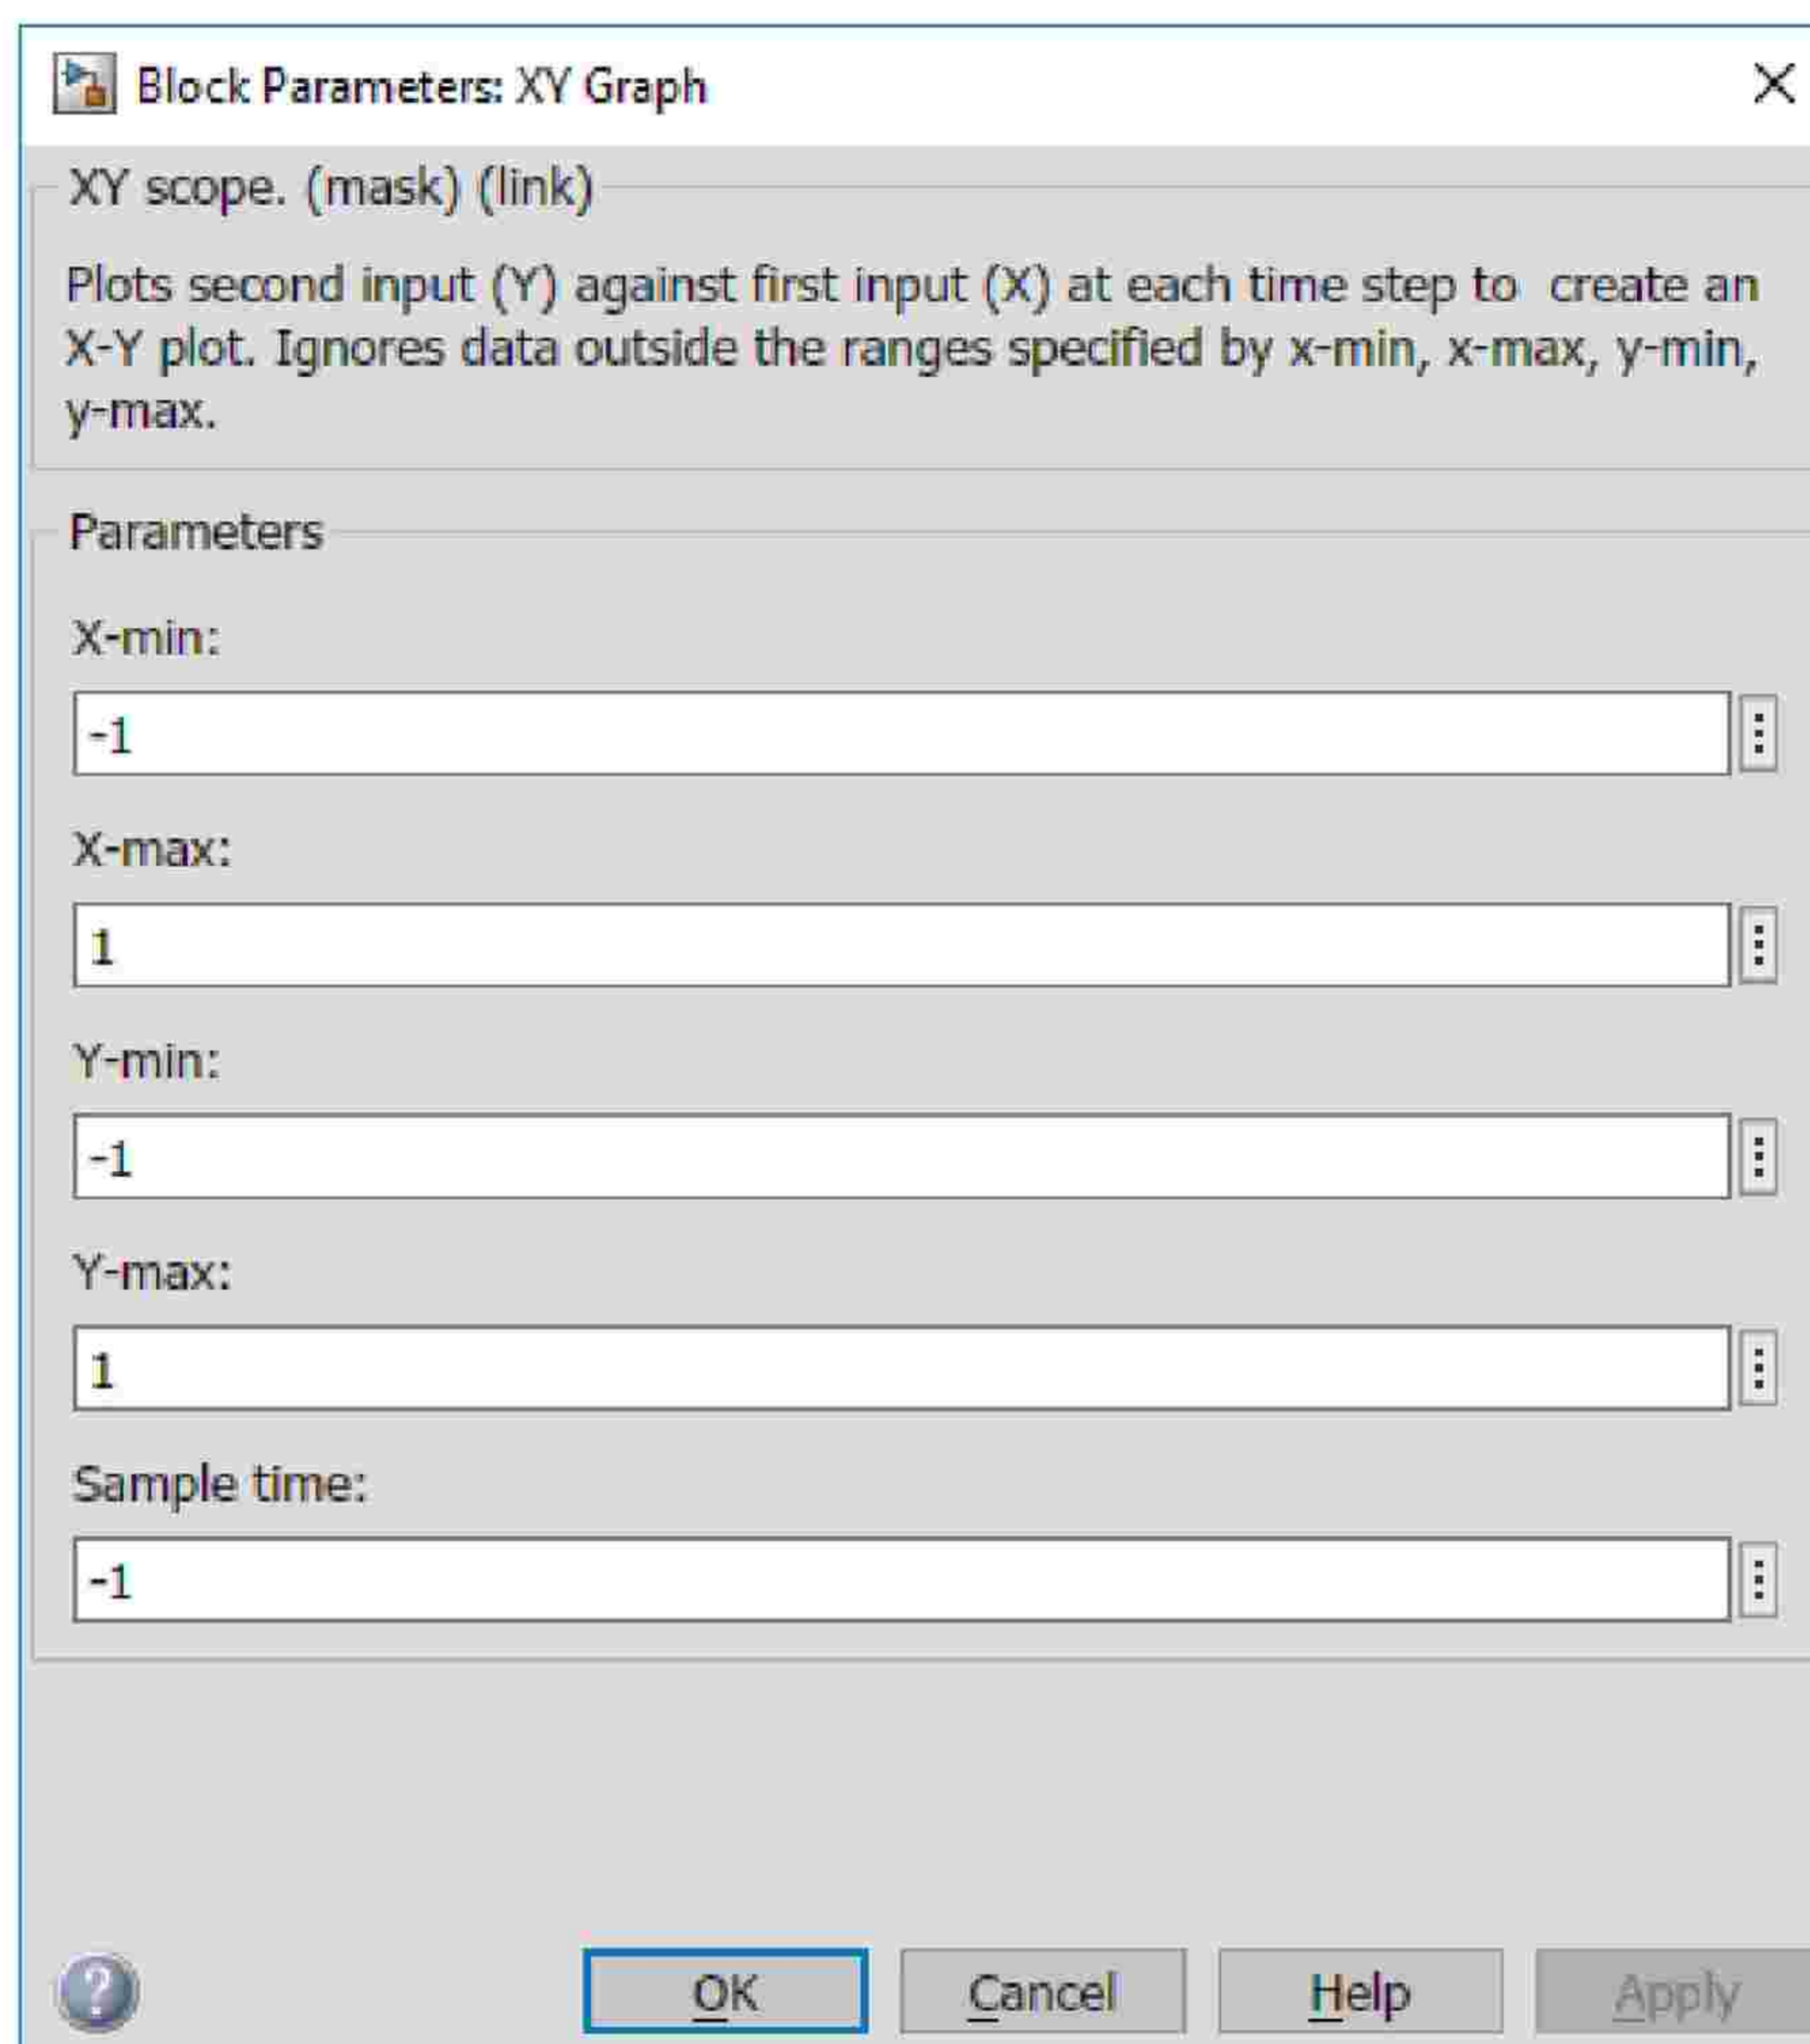 Block Parameters: XY Graph
XY scope. (mask) (link)
Plots second input (Y) against first input (X) at each time step to  create an
X-Y plot. Ignores data outside the ranges specified by x-min, x-max, y-min,
y-max.
Parameters
X-min:
-1
X-max:
1
Y-min:
-1
Y-max:
1
Sample time:
-1
? OK Cancel Help Apply